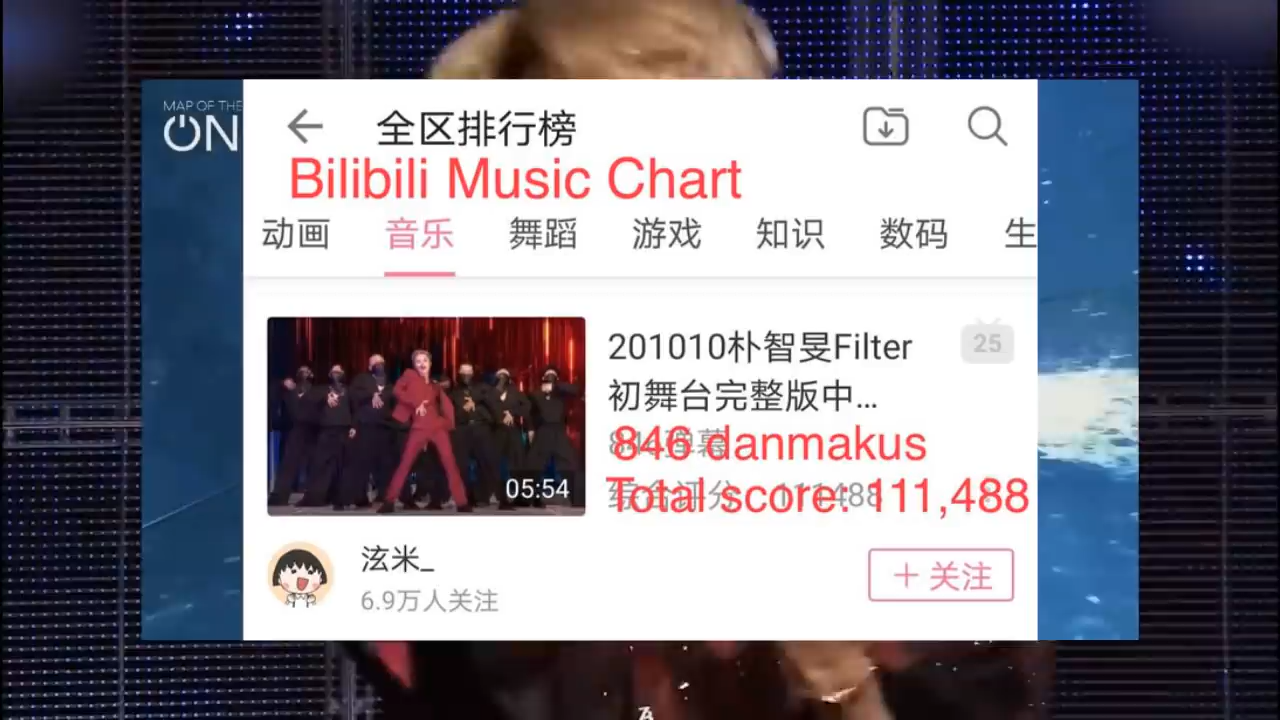 MAP OF THE
ON
全区排行榜
Bilibili Music Chart
动画 音乐 舞蹈 游戏 知识 数码 生
201010朴智旻Filter
25
初舞台完整版中...
846 danmakus
Total score: 111,488
05:54
泫米_
6.9万人关注
+ 关注